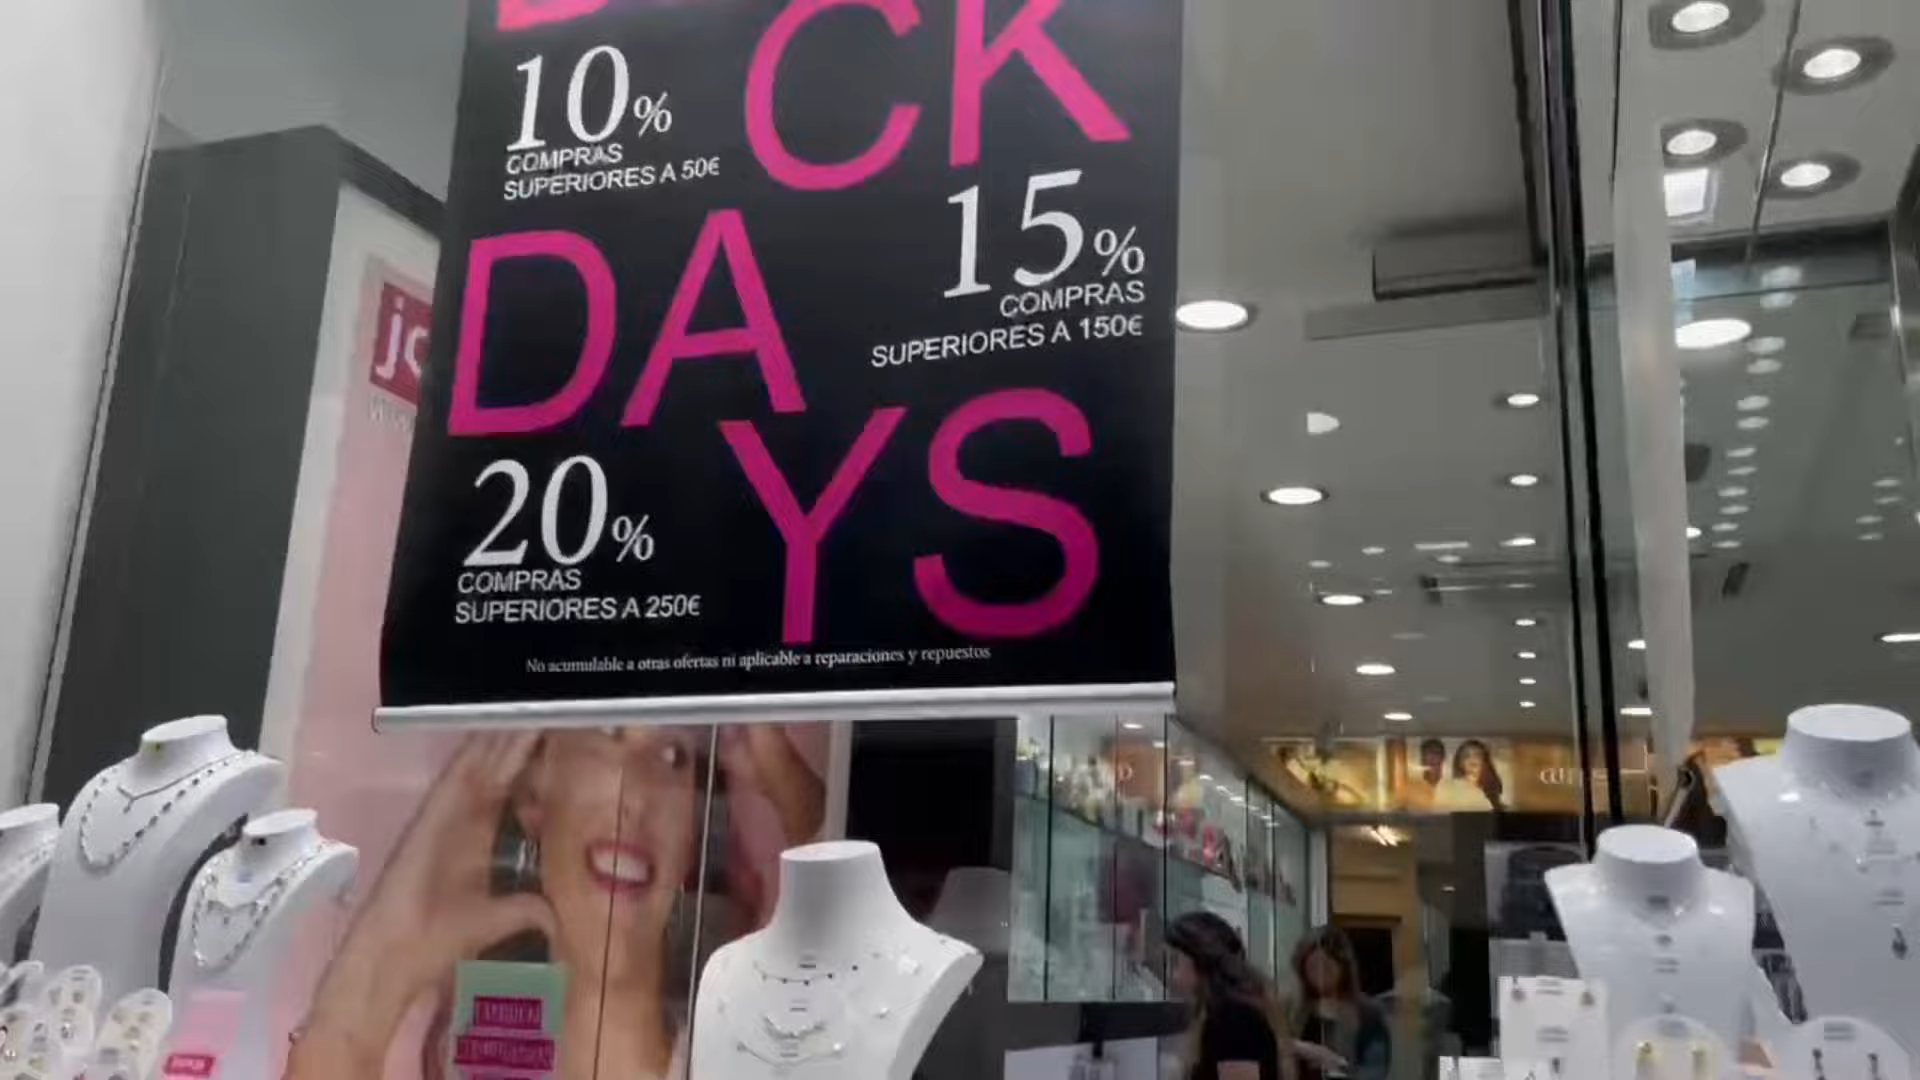 CK
10%
COMPRAS
SUPERIORES A 50€
15%
COMPRAS
SUPERIORES A 150€
DA
YS
20%
COMPRAS
SUPERIORES A 250€
No acumulable a otras ofertas ni aplicable a reparaciones y repuestos